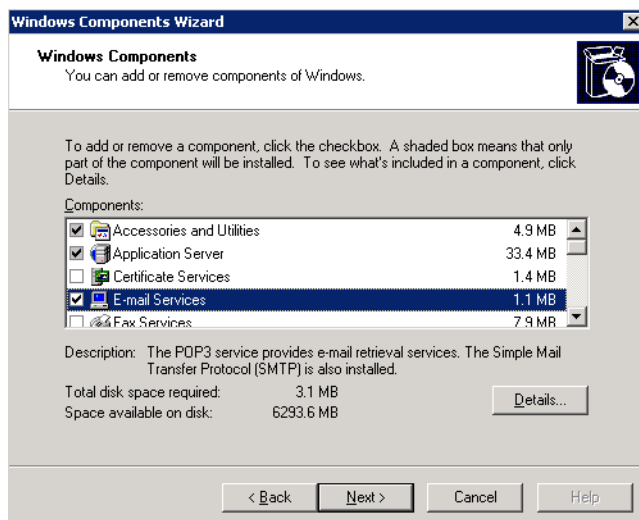 Windows Components Wizard
Windows Components
You can add or remove components of Windows.
To add or remove a component, click the checkbox. A shaded box means that only
part of the component will be installed. To see what's included in a component, click
Details.
Components:
Accessories and Utilities 4.9 MB
Application Server 33.4 MB
Certificate Services 1.4 MB
E-mail Services 1.1 MB
Fax Services 7.9 MB
Description: The POP3 service provides e-mail retrieval services. The Simple Mail
Transfer Protocol (SMTP) is also installed.
Total disk space required: 3.1 MB
Space available on disk: 6293.6 MB
Details...
< Back Next > Cancel Help